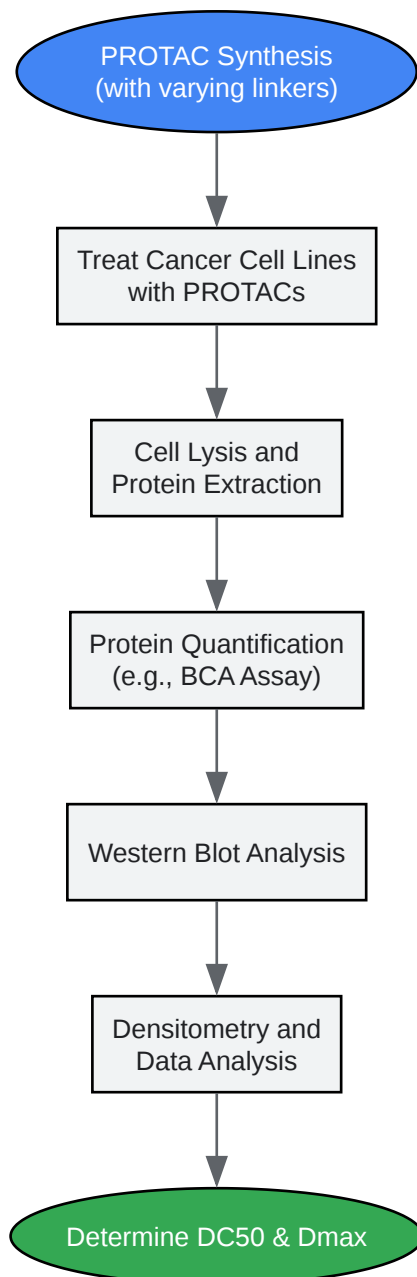 PROTAC Synthesis
(with varying linkers)
Treat Cancer Cell Lines
with PROTACs
Cell Lysis and
Protein Extraction
Protein Quantification
(e.g., BCA Assay)
Western Blot Analysis
Densitometry and
Data Analysis
Determine DC50 & Dmax